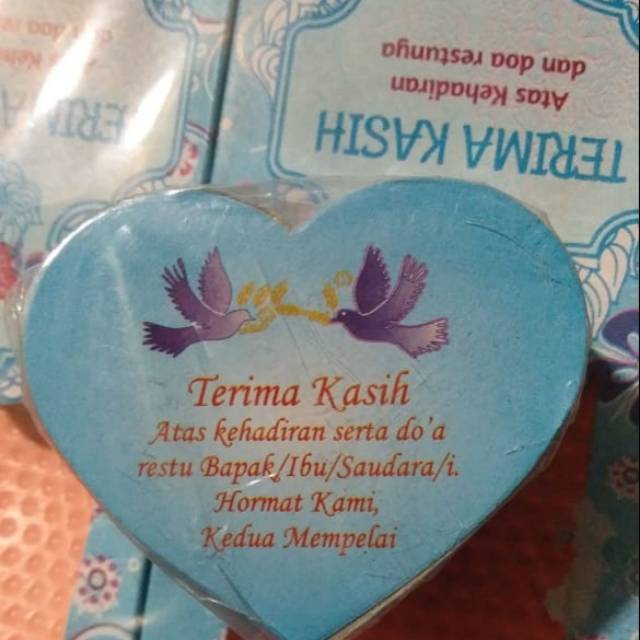 Terima Kasih
Atas kehadiran serta do'a
restu Bapak/Ibu/Saudara/i.
Hormat Kami,
Kedua Mempelai
TERIMA KASIH
Atas Kehadiran
dan doa restunya